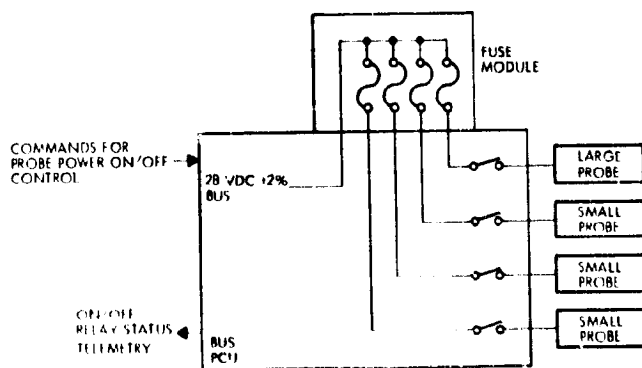 FUSE
MODULE
COMMANDS FOR
PROBE POWER ON/OFF
CONTROL
28 VDC ±2%
BUS
LARGE
PROBE
SMALL
PROBE
SMALL
PROBE
SMALL
PROBE
ON/OFF
RELAY STATUS
TELEMETRY
BUS
PCU